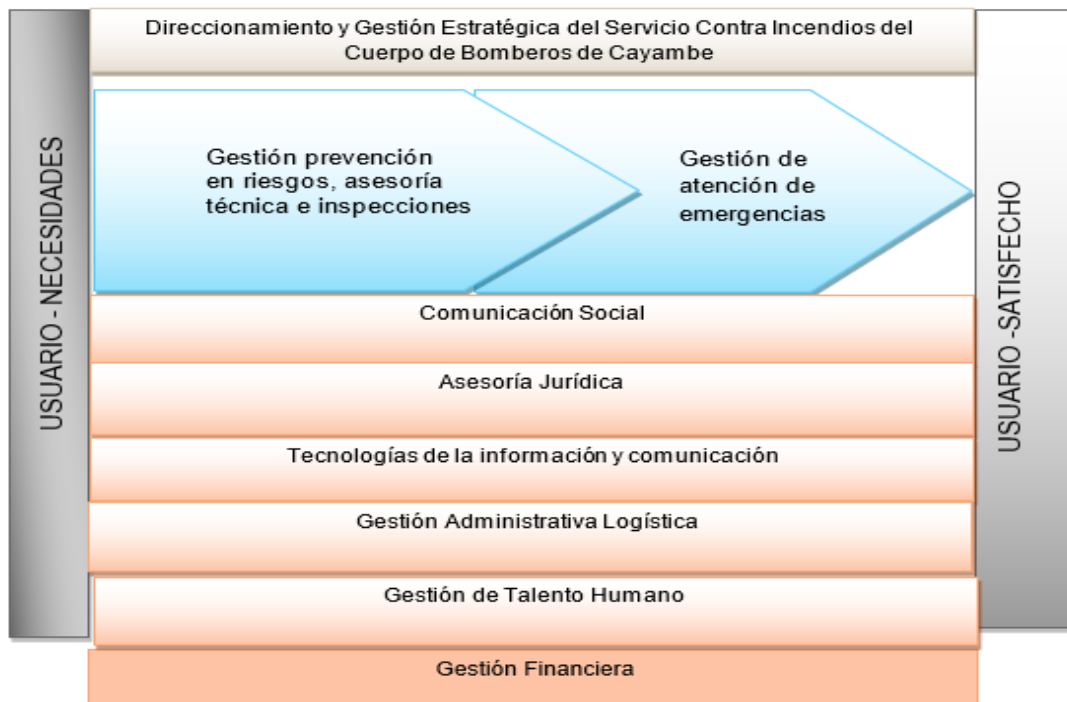 Direccionamiento y Gestión Estratégica del Servicio Contra Incendios del
Cuerpo de Bomberos de Cayambe
USUARIO - NECESIDADES
Gestión prevención
en riesgos, asesoría
técnica e inspecciones
Gestión de
atención de
emergencias
USUARIO -SATISFECHO
Comunicación Social
Asesoría Jurídica
Tecnologías de la información y comunicación
Gestión Administrativa Logística
Gestión de Talento Humano
Gestión Financiera